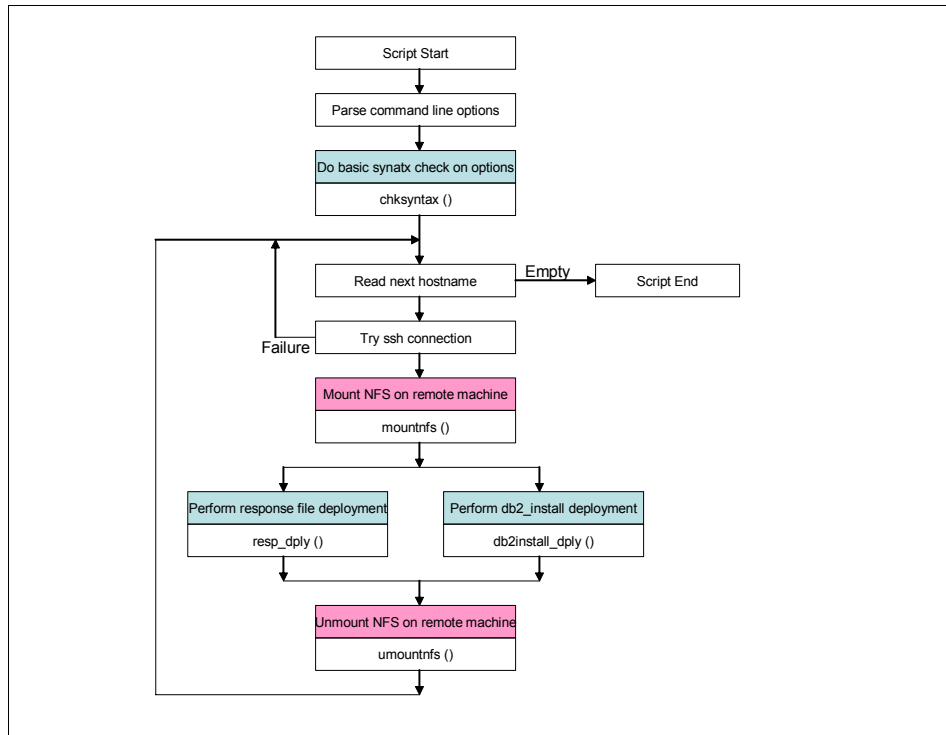 Script Start
Parse command line options
Do basic synatx check on options
chksyntax ()
Read next hostname
Empty
Script End
Try ssh connection
Failure
Mount NFS on remote machine
mountnfs ()
Perform response file deployment
resp_dply ()
Perform db2_install deployment
db2install_dply ()
Unmount NFS on remote machine
umountnfs ()